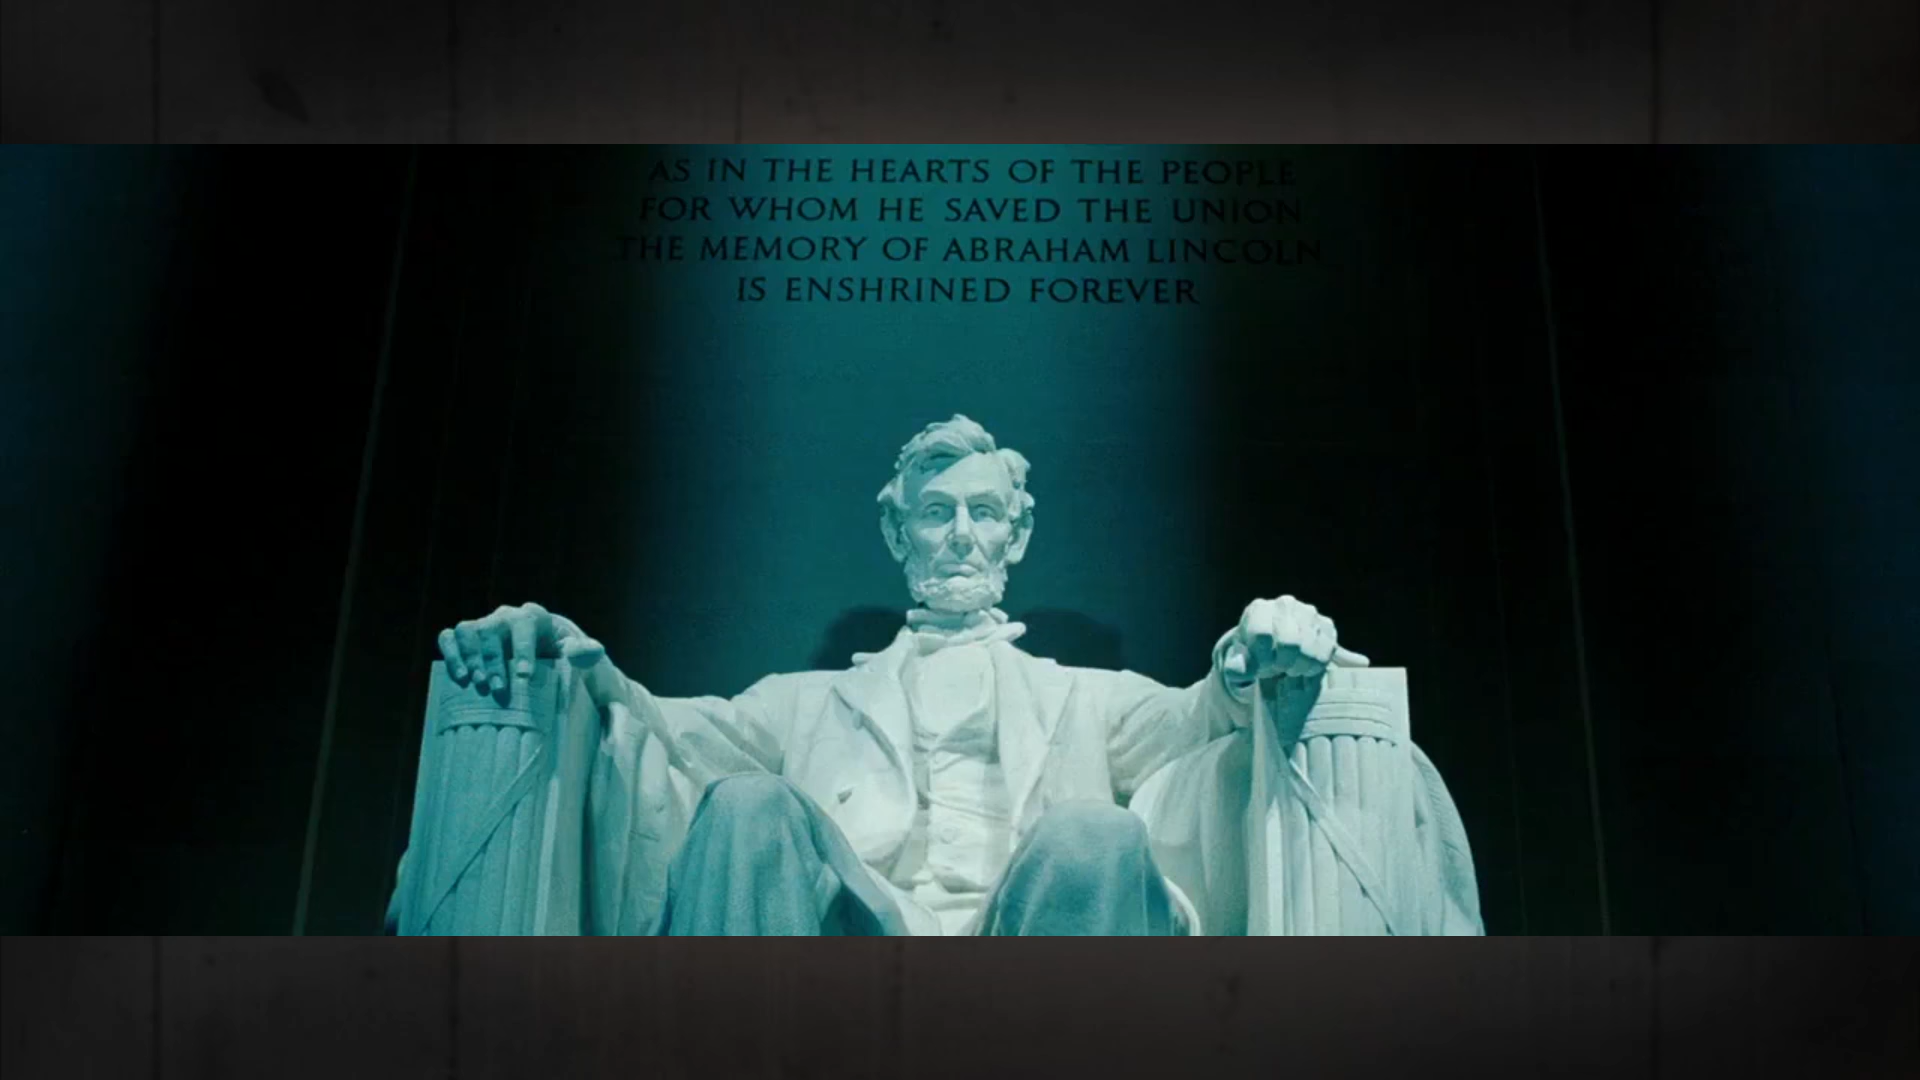 AS IN THE HEARTS OF THE PEOPLE
FOR WHOM HE SAVED THE UNION
THE MEMORY OF ABRAHAM LINCOLN
IS ENSHRINED FOREVER